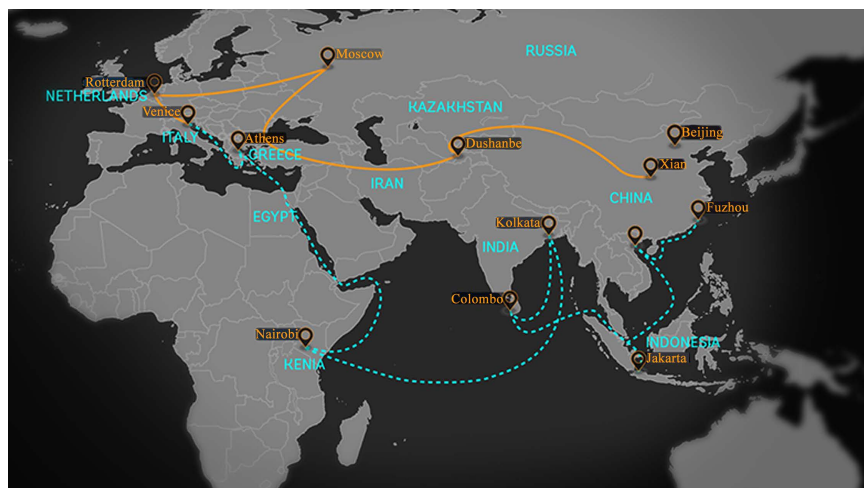 Moscow
RUSSIA
Rotterdam
NETHERLANDS
KAZAKHSTAN
Venice
ITALY
Athens
GREECE
Beijing
Dushanbe
Xian
IRAN
CHINA
EGYPT
Kolkata
Fuzhou
INDIA
Colombo
Nairobi
KENIA
INDONESIA
Jakarta